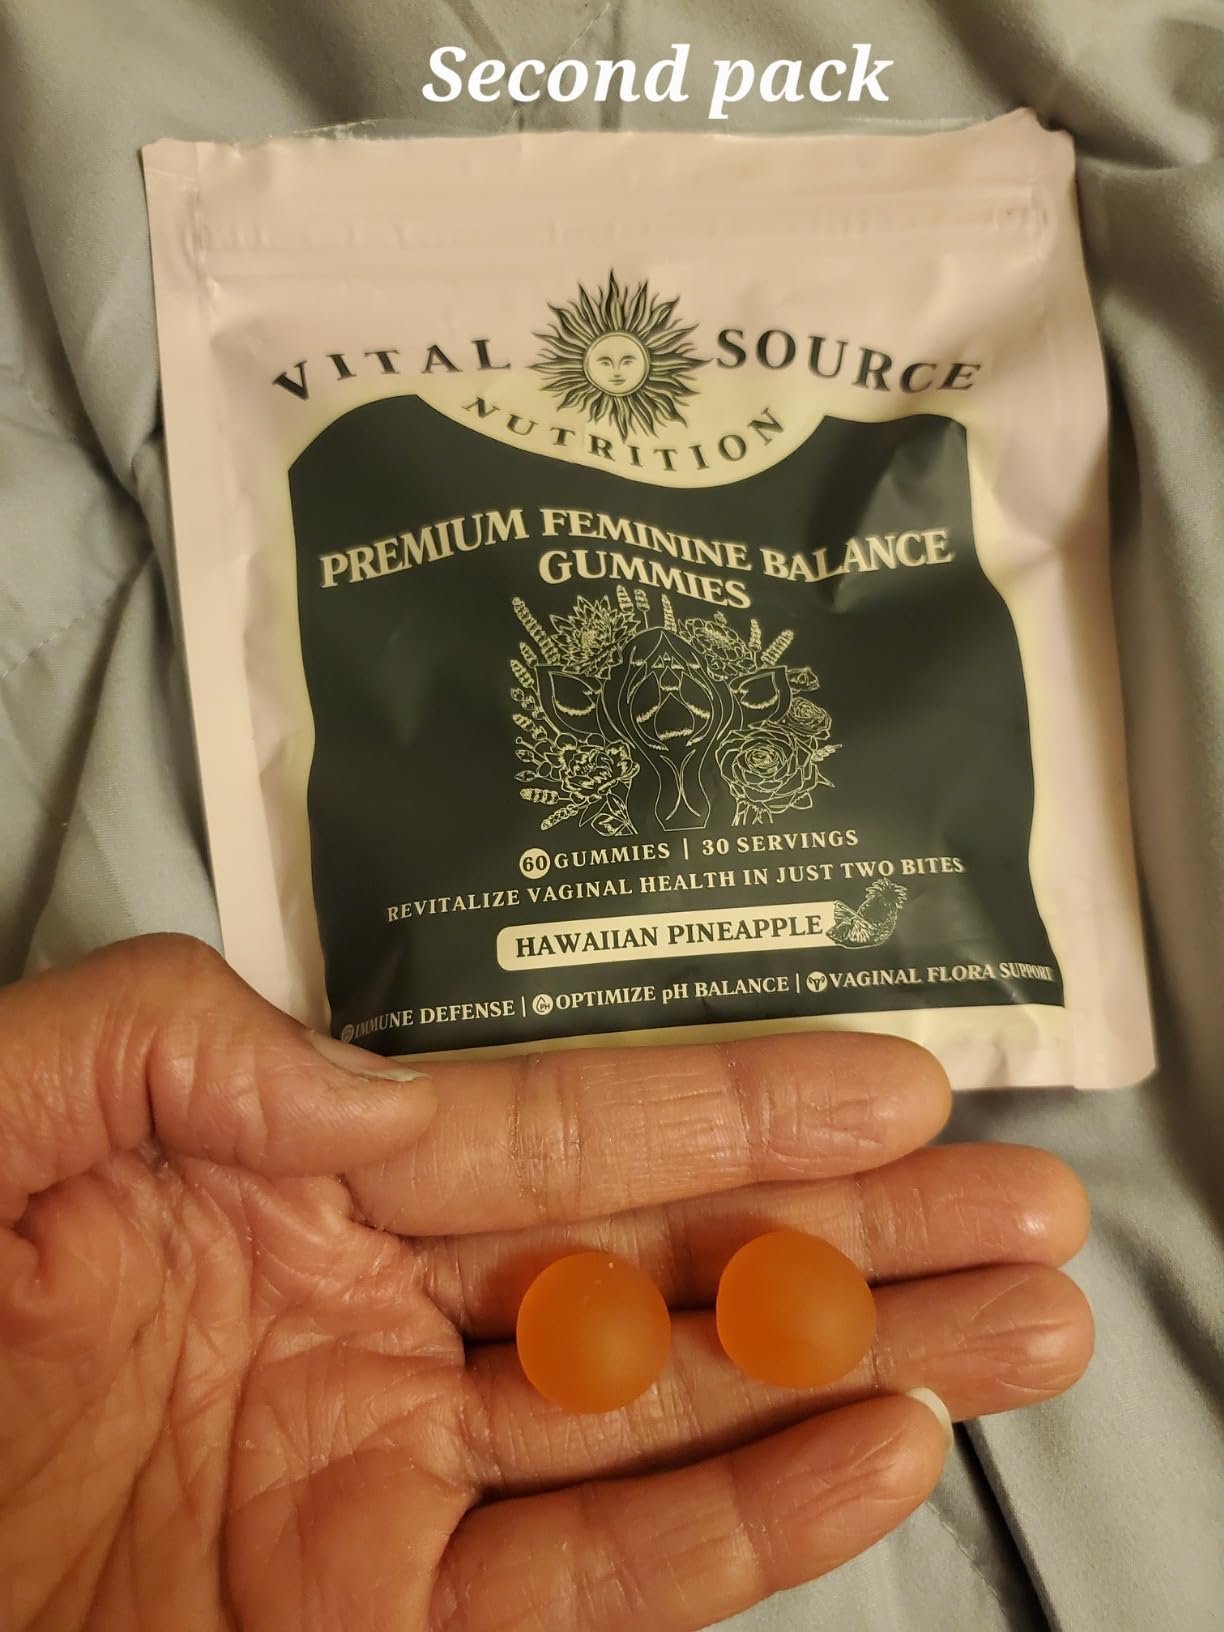 Second pack
VITAL SOURCE
NUTRITION
PREMIUM FEMININE BALANCE
GUMMIES
60 GUMMIES | 30 SERVINGS
REVITALIZE VAGINAL HEALTH IN JUST TWO BITES
HAWAIIAN PINEAPPLE
IMMUNE DEFENSE | pH OPTIMIZE pH BALANCE | VAGINAL FLORA SUPPORT